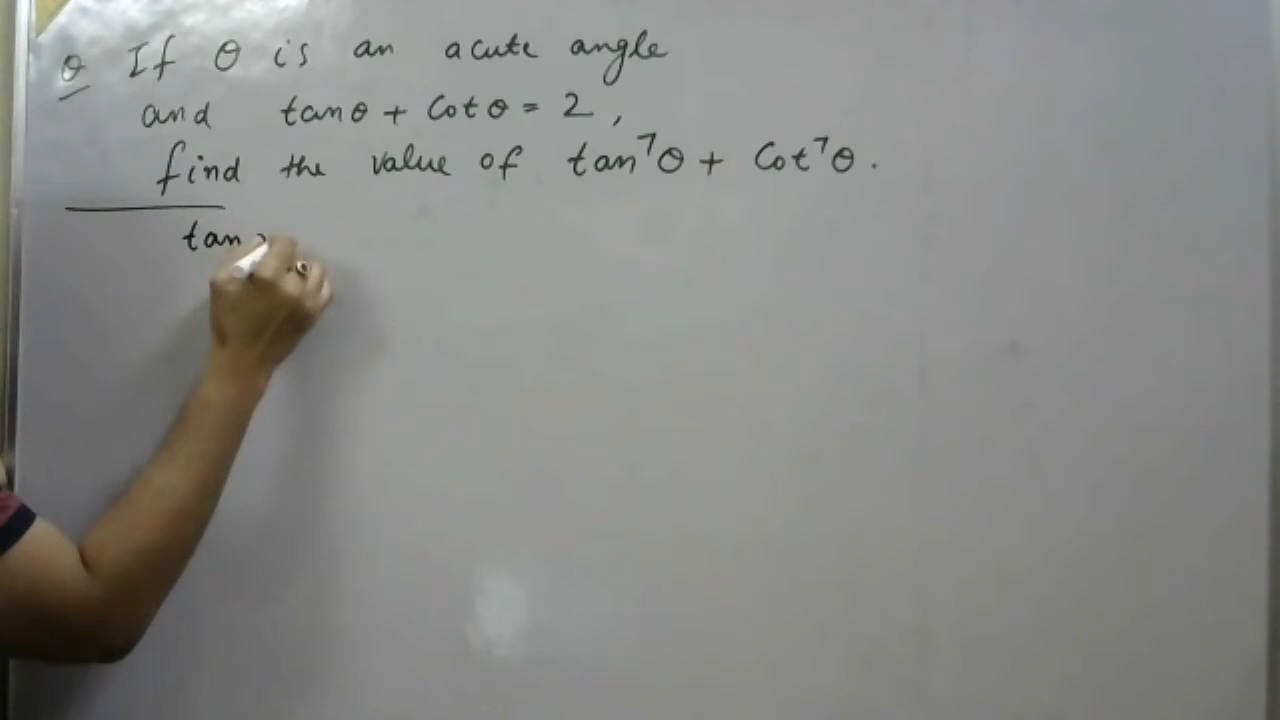 Q If θ is an acute angle
and tanθ + Cotθ = 2,
find the value of tan⁷θ + Cot⁷θ.
tan